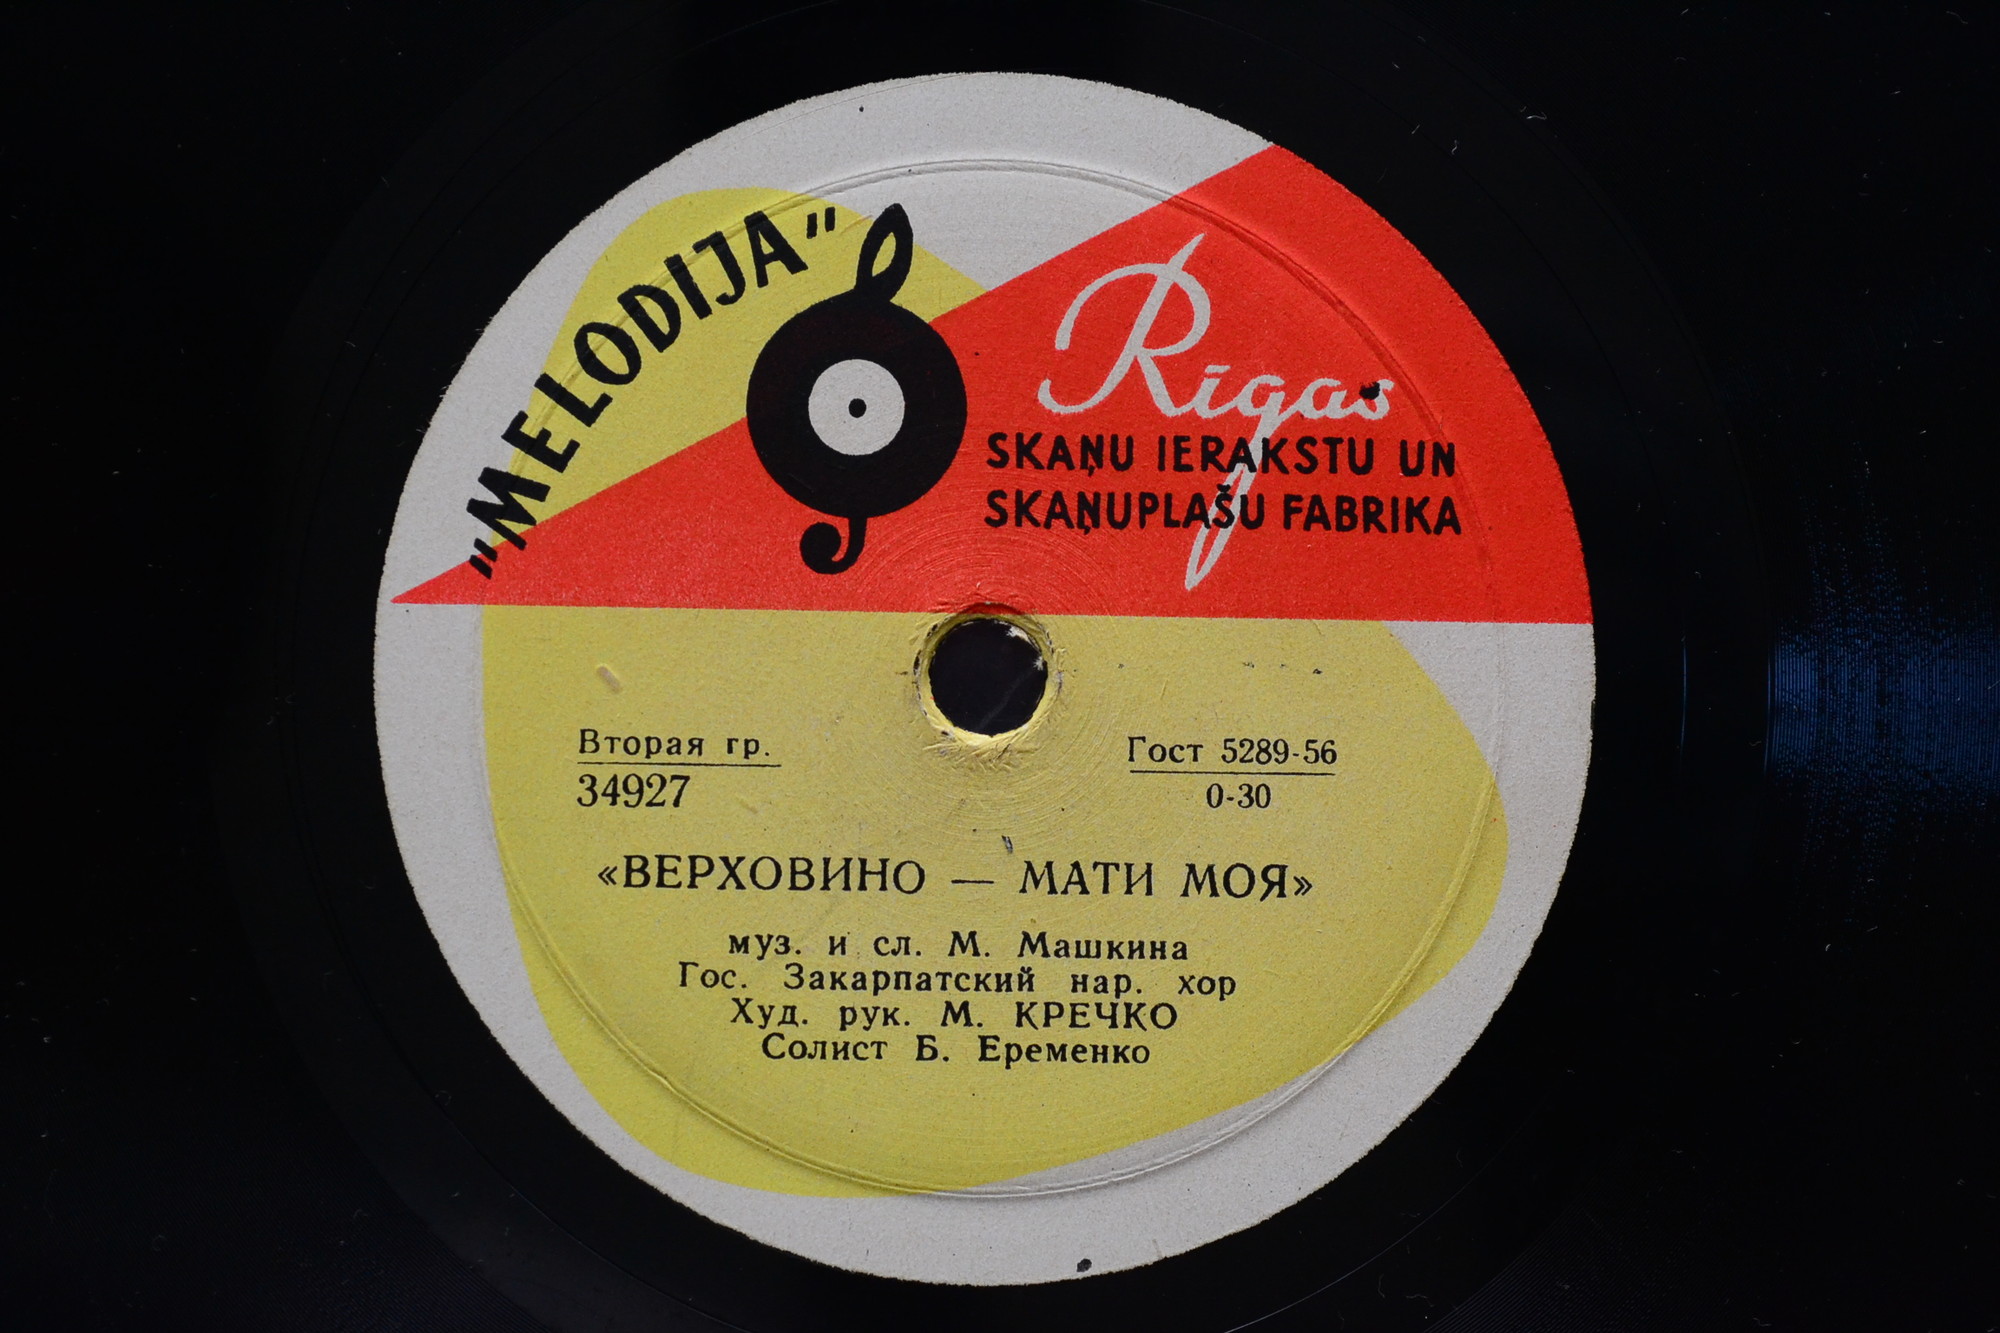 "MELODIJA"
Rīgas
SKAŅU IERAKSTU UN
SKAŅUPLAŠU FABRIKA
Вторая гр.
34927
Гост 5289-56
0-30
«ВЕРХОВИНО — МАТИ МОЯ»
муз. и сл. М. Машкина
Гос. Закарпатский нар. хор
Худ. рук. М. КРЕЧКО
Солист Б. Еременко